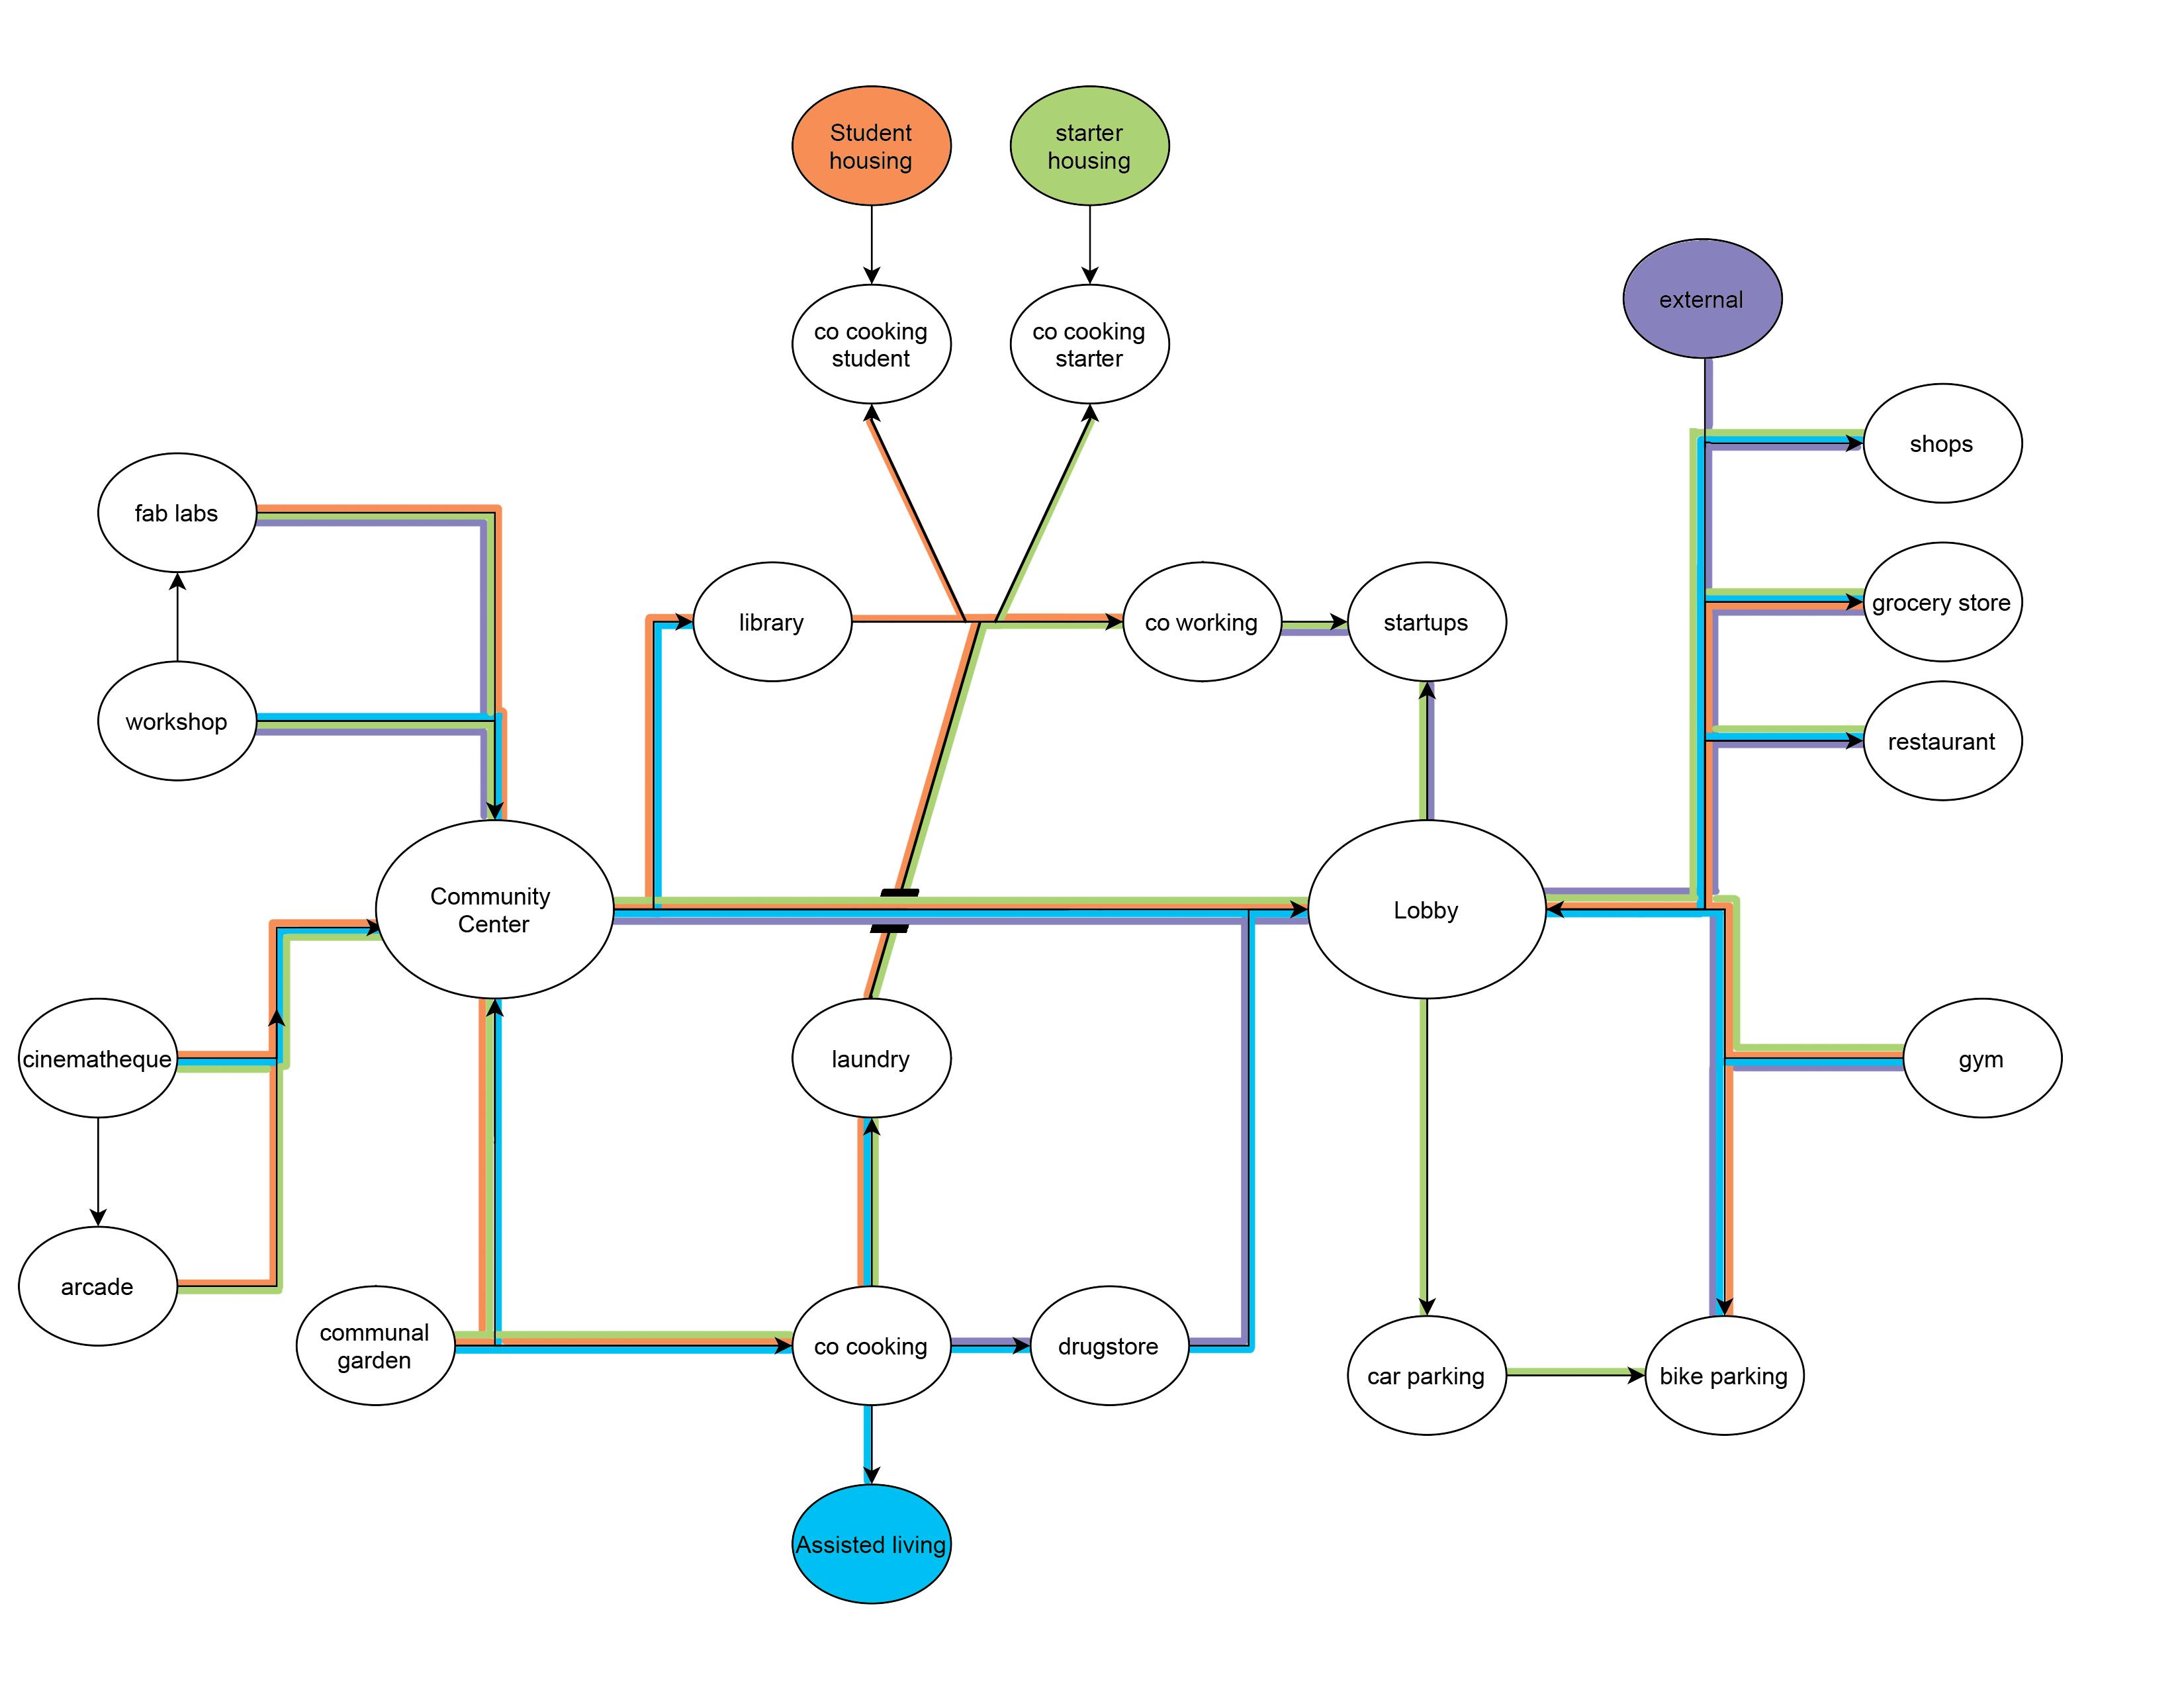 Student
housing
starter
housing
external
co cooking
student
co cooking
starter
shops
fab labs
library
co working
startups
grocery store
workshop
restaurant
Community
Center
Lobby
cinematheque
laundry
gym
arcade
communal
garden
co cooking
drugstore
car parking
bike parking
Assisted living